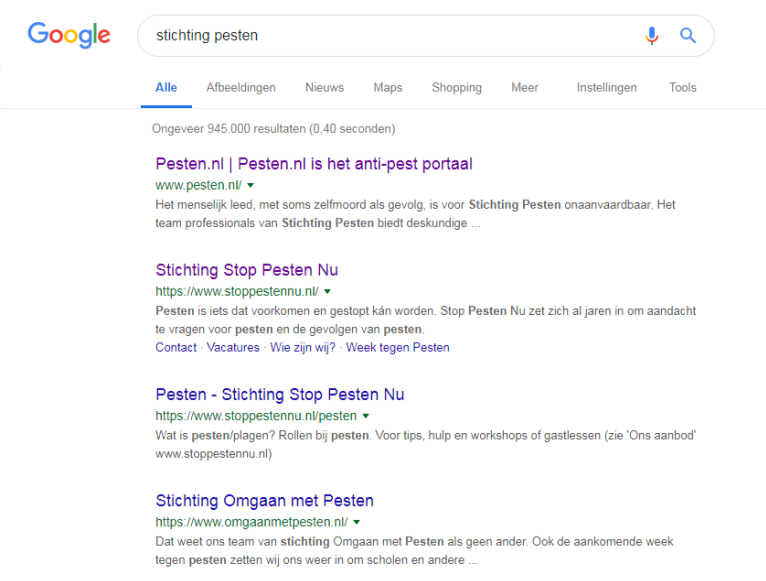 Google
stichting pesten
Alle Afbeeldingen Nieuws Maps Shopping Meer Instellingen Tools
Ongeveer 945.000 resultaten (0,40 seconden)
Pesten.nl | Pesten.nl is het anti-pest portaal
www.pesten.nl/
Het menselijk leed, met soms zelfmoord als gevolg, is voor Stichting Pesten onaanvaardbaar. Het
team professionals van Stichting Pesten biedt deskundige ...
Stichting Stop Pesten Nu
https://www.stoppestennu.nl/
Pesten is iets dat voorkomen en gestopt kán worden. Stop Pesten Nu zet zich al jaren in om aandacht
te vragen voor pesten en de gevolgen van pesten.
Contact · Vacatures · Wie zijn wij? · Week tegen Pesten
Pesten - Stichting Stop Pesten Nu
https://www.stoppestennu.nl/pesten
Wat is pesten/plagen? Rollen bij pesten. Voor tips, hulp en workshops of gastlessen (zie 'Ons aanbod'
www.stoppestennu.nl)
Stichting Omgaan met Pesten
https://www.omgaanmetpesten.nl/
Dat weet ons team van stichting Omgaan met Pesten als geen ander. Ook de aankomende week
tegen pesten zetten wij ons weer in om scholen en andere ...